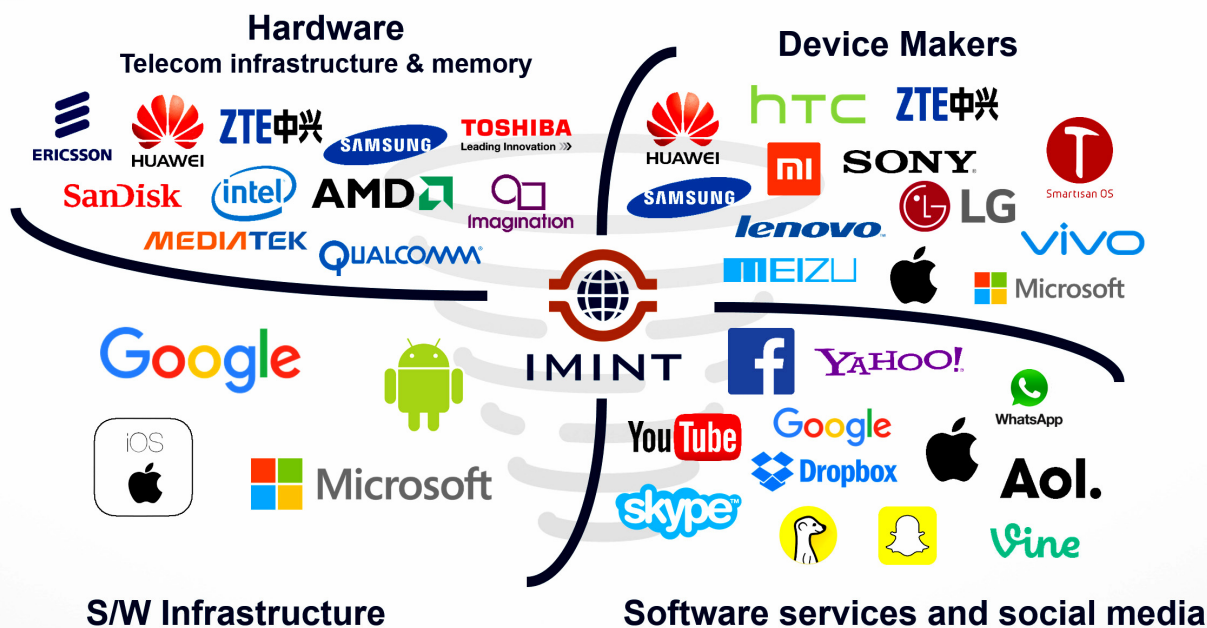 Hardware
Telecom infrastructure & memory
ERICSSON
HUAWEI
ZTE中兴
SAMSUNG
TOSHIBA
Leading Innovation >>>
SanDisk
intel
AMD
Imagination
MEDIATEK
QUALCOMM®
Device Makers
HUAWEI
hTC
ZTE中兴
mi
SONY
Smartisan OS
SAMSUNG
LG
lenovo
vivo
MEIZU
Microsoft
IMINT
Google
iOS
Microsoft
S/W Infrastructure
f
YAHOO!
WhatsApp
YouTube
Google
Dropbox
Aol.
skype™
Vine
Software services and social media